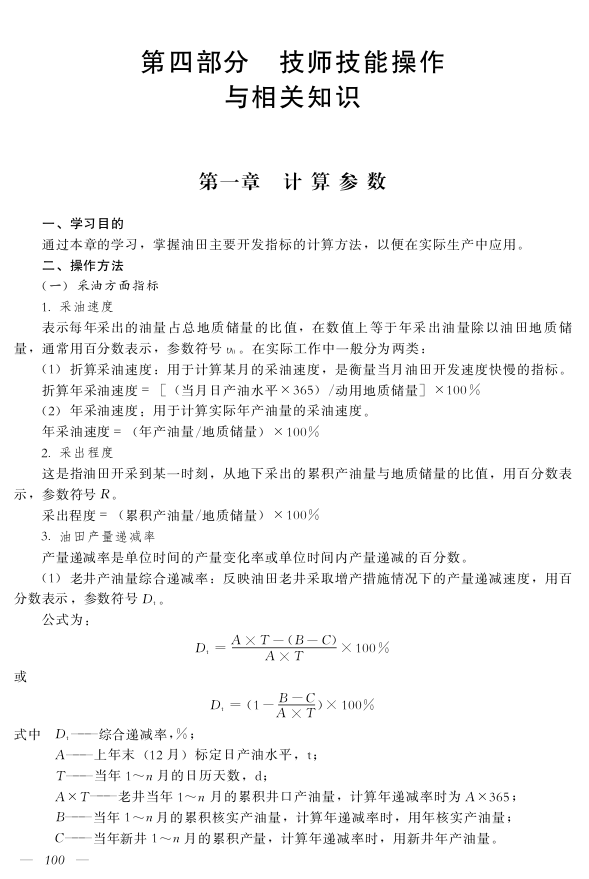 第四部分　技师技能操作
与相关知识
第一章　计 算 参 数
一、学习目的
通过本章的学习，掌握油田主要开发指标的计算方法，以便在实际生产中应用。
二、操作方法
（一）采油方面指标
1. 采油速度
表示每年采出的油量占总地质储量的比值，在数值上等于年采出油量除以油田地质储
量，通常用百分数表示，参数符号 。在实际工作中一般分为两类：
（1）折算采油速度：用于计算某月的采油速度，是衡量当月油田开发速度快慢的指标。
折算年采油速度＝［（当月日产油水平×365）/动用地质储量］×100％
（2）年采油速度：用于计算实际年产油量的采油速度。
年采油速度＝（年产油量/地质储量）×100％
2. 采出程度
这是指油田开采到某一时刻，从地下采出的累积产油量与地质储量的比值，用百分数表
示，参数符号 R。
采出程度＝（累积产油量/地质储量）×100％
3. 油田产量递减率
产量递减率是单位时间的产量变化率或单位时间内产量递减的百分数。
（1）老井产油量综合递减率：反映油田老井采取增产措施情况下的产量递减速度，用百
分数表示，参数符号 Dt。
公式为：
Dt ＝ (A×T－(B－C))/(A×T) ×100％
或
Dt ＝ (1－(B－C)/(A×T))×100％
式中　Dt——综合递减率，％；
A——上年末（12 月）标定日产油水平，t；
T——当年 1～n 月的日历天数，d；
A×T——老井当年 1～n 月的累积井口产油量，计算年递减率时为 A×365；
B——当年 1～n 月的累积核实产油量，计算年递减率时，用年核实产油量；
C——当年新井 1～n 月的累积产量，计算年递减率时，用新井年产油量。
— 100 —